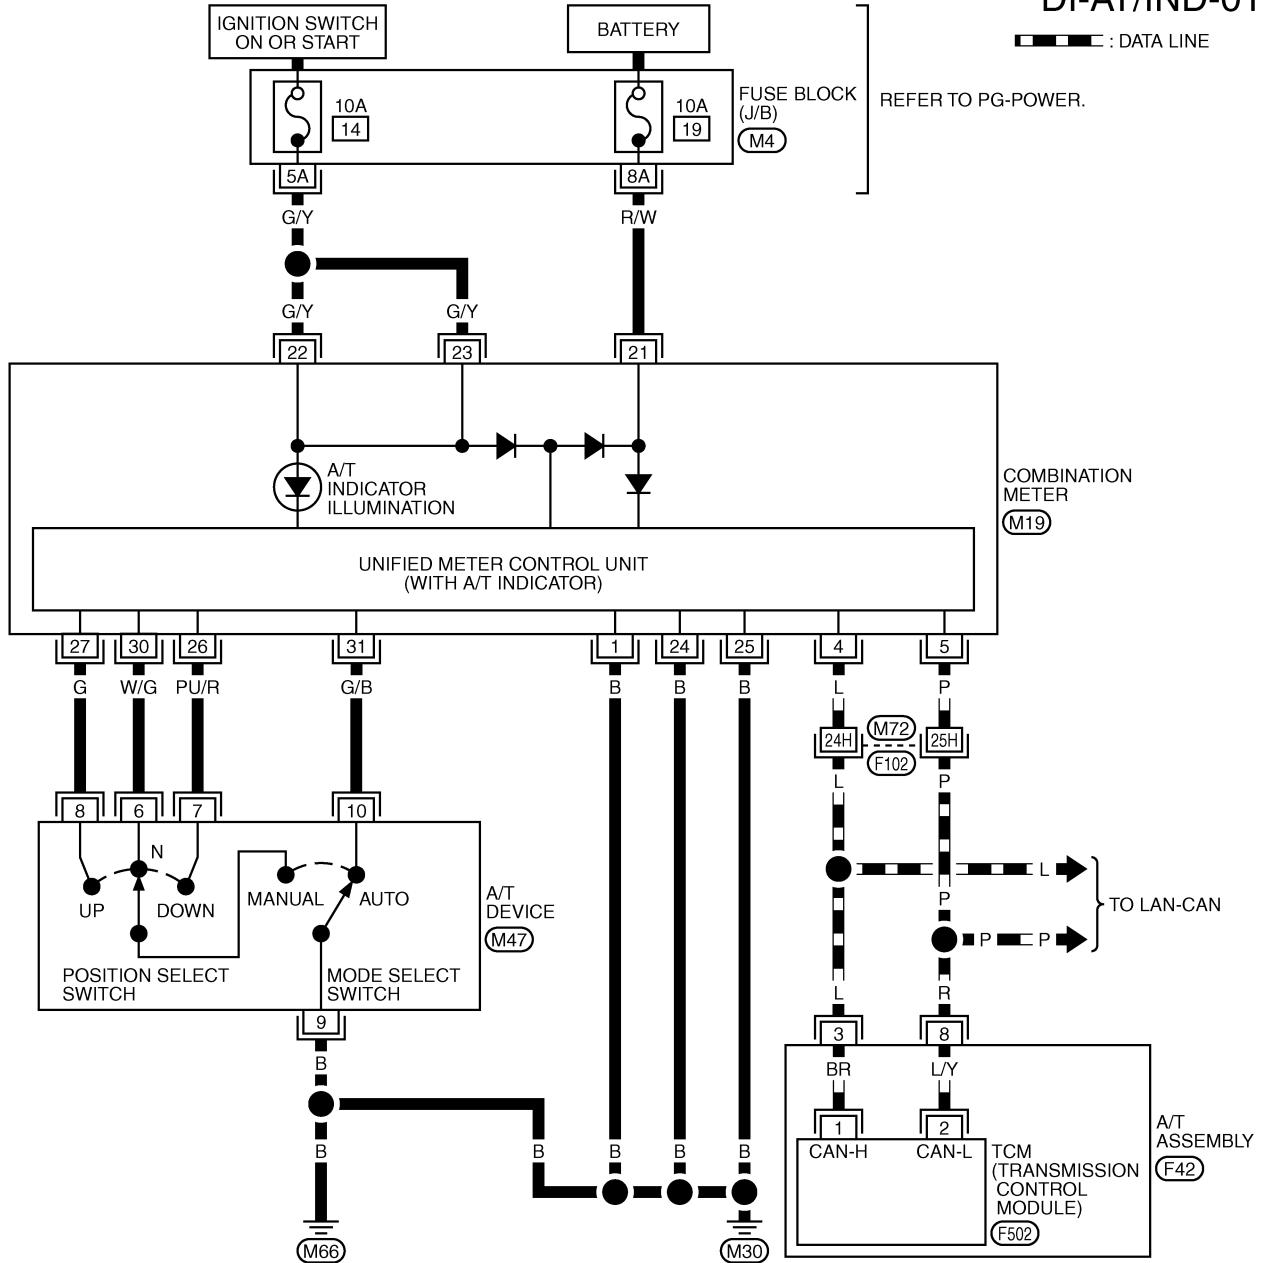 DI-AT/IND-01
: DATA LINE
IGNITION SWITCH
ON OR START
BATTERY
10A
14
10A
19
FUSE BLOCK
(J/B)
M4
REFER TO PG-POWER.
5A
8A
G/Y
R/W
G/Y
G/Y
22
23
21
A/T
INDICATOR
ILLUMINATION
COMBINATION
METER
M19
UNIFIED METER CONTROL UNIT
(WITH A/T INDICATOR)
27
30
26
31
1
24
25
4
5
G
W/G
PU/R
G/B
B
B
B
L
P
24H
M72
F102
25H
L
P
8
6
7
10
N
UP
DOWN
MANUAL
AUTO
A/T
DEVICE
M47
POSITION SELECT
SWITCH
MODE SELECT
SWITCH
L
P
TO LAN-CAN
P
P
L
R
9
3
8
B
BR
L/Y
1
2
B
B
B
B
B
CAN-H
CAN-L
TCM
(TRANSMISSION
CONTROL
MODULE)
F502
A/T
ASSEMBLY
F42
M66
M30